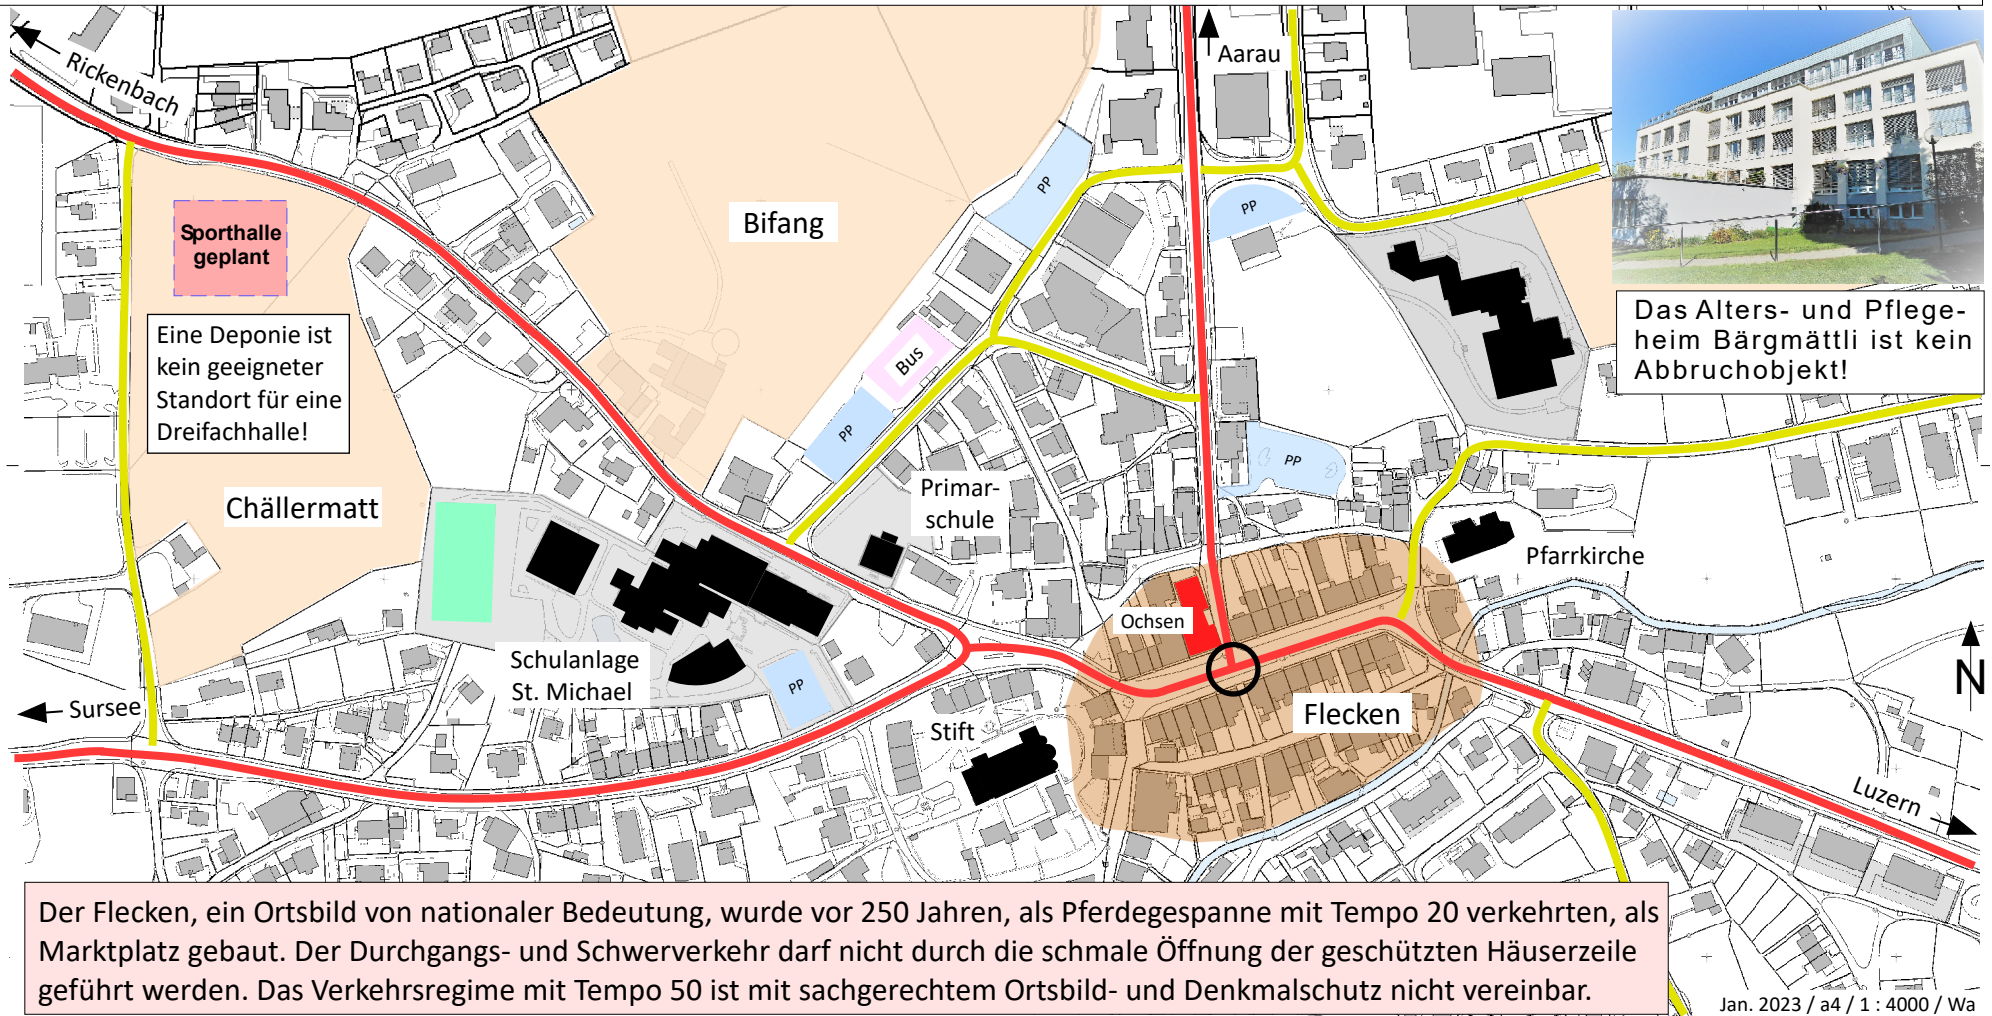 Rickenbach
Aarau
PP
PP
Bifang
Sporthalle
geplant
Das Alters- und Pflege-
heim Bärgmättli ist kein
Abbruchobjekt!
Eine Deponie ist
kein geeigneter
Standort für eine
Dreifachhalle!
Bus
PP
PP
Primar-
schule
Chällermatt
Pfarrkirche
Ochsen
Schulanlage
St. Michael
PP
N
Sursee
Flecken
Stift
Luzern
Der Flecken, ein Ortsbild von nationaler Bedeutung, wurde vor 250 Jahren, als Pferdegespanne mit Tempo 20 verkehrten, als
Marktplatz gebaut. Der Durchgangs- und Schwerverkehr darf nicht durch die schmale Öffnung der geschützten Häuserzeile
geführt werden. Das Verkehrsregime mit Tempo 50 ist mit sachgerechtem Ortsbild- und Denkmalschutz nicht vereinbar.
Jan. 2023 / a4 / 1 : 4000 / Wa